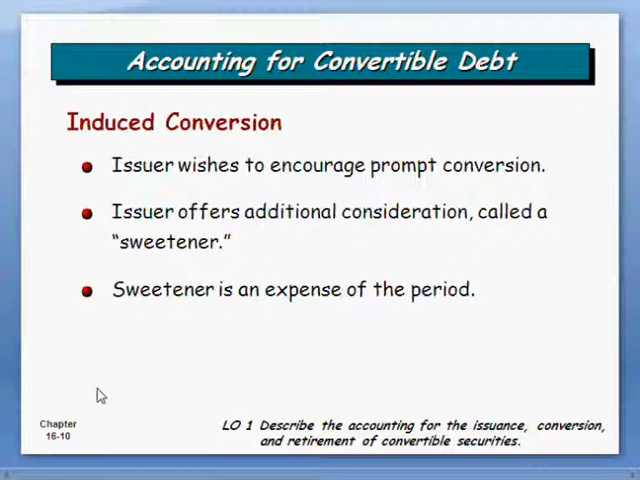 Accounting for Convertible Debt
Induced Conversion
Issuer wishes to encourage prompt conversion.
Issuer offers additional consideration, called a
“sweetener.”
Sweetener is an expense of the period.
Chapter
16-10
LO 1 Describe the accounting for the issuance, conversion,
and retirement of convertible securities.